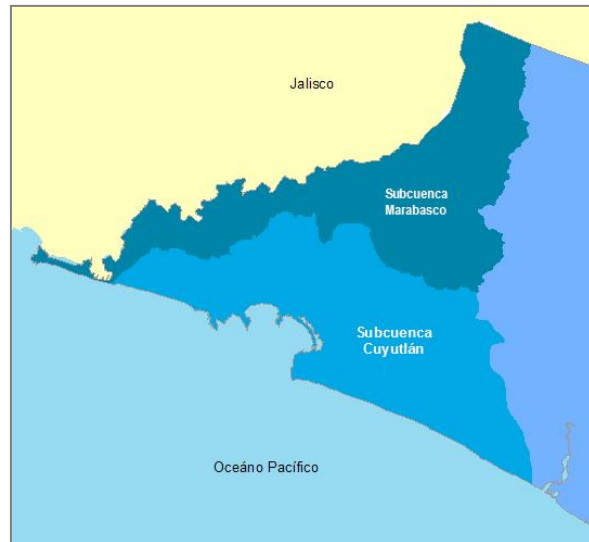 Jalisco
Subcuenca
Marabasco
Subcuenca
Cuyutlán
Oceáno Pacífico